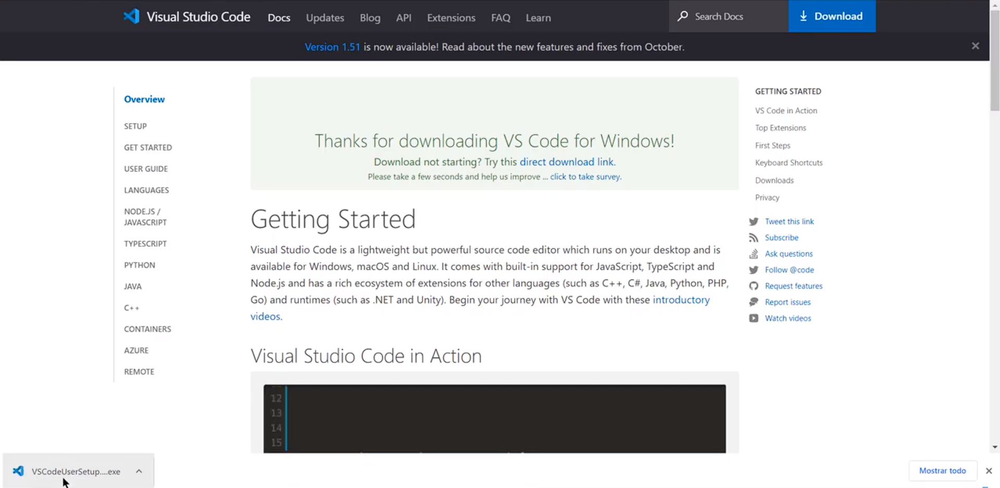 Visual Studio Code
Docs
Updates
Blog
API
Extensions
FAQ
Learn
Search Docs
Download
Version 1.51 is now available! Read about the new features and fixes from October.
Overview
SETUP
GET STARTED
USER GUIDE
LANGUAGES
NODE.JS /
JAVASCRIPT
TYPESCRIPT
PYTHON
JAVA
C++
CONTAINERS
AZURE
REMOTE
Thanks for downloading VS Code for Windows!
Download not starting? Try this direct download link.
Please take a few seconds and help us improve ... click to take survey.
Getting Started
Visual Studio Code is a lightweight but powerful source code editor which runs on your desktop and is
available for Windows, macOS and Linux. It comes with built-in support for JavaScript, TypeScript and
Node.js and has a rich ecosystem of extensions for other languages (such as C++, C#, Java, Python, PHP,
Go) and runtimes (such as .NET and Unity). Begin your journey with VS Code with these introductory
videos.
Visual Studio Code in Action
12
13
14
15
GETTING STARTED
VS Code in Action
Top Extensions
First Steps
Keyboard Shortcuts
Downloads
Privacy
Tweet this link
Subscribe
Ask questions
Follow @code
Request features
Report issues
Watch videos
VSCodeUserSetup....exe
Mostrar todo